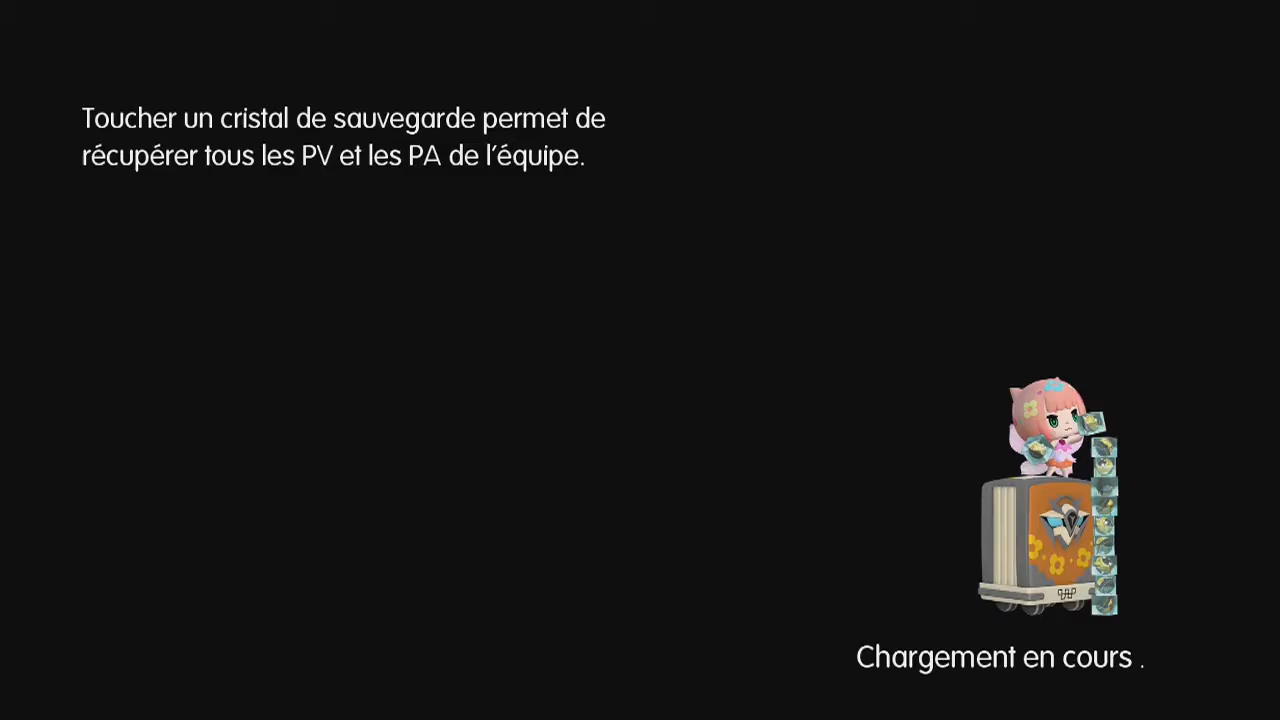 Toucher un cristal de sauvegarde permet de
récupérer tous les PV et les PA de l'équipe.
Chargement en cours .